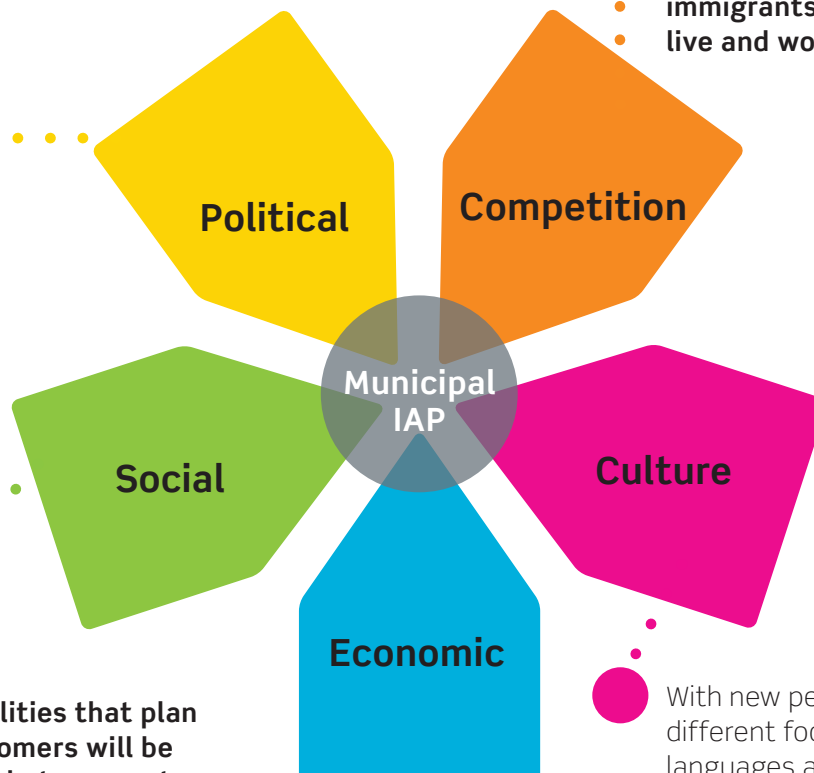 immigrants
live and wo
Political
Competition
Municipal
IAP
Social
Culture
Economic
lities that plan
omers will be
With new pe
different foo
languages a